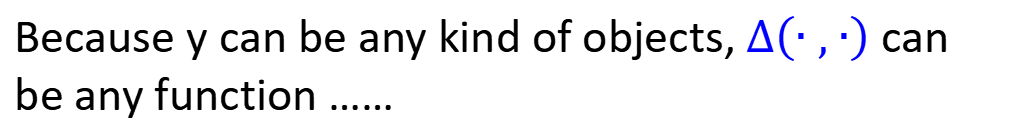 Because y can be any kind of objects, Δ(· , ·) can
be any function ……